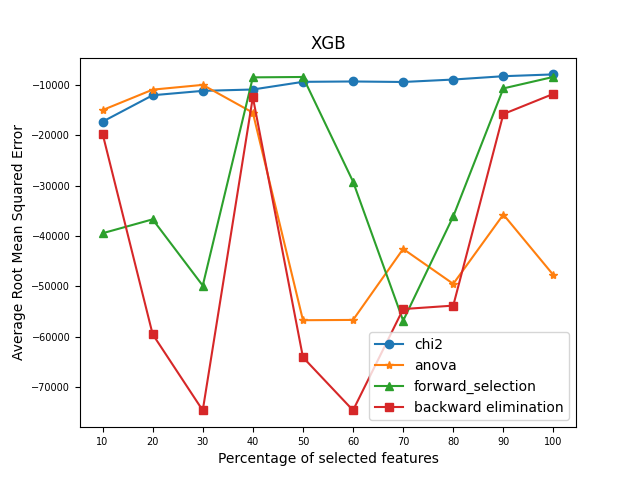 XGB
Average Root Mean Squared Error
−10000
−20000
−30000
−40000
−50000
−60000
−70000
chi2
anova
forward_selection
backward elimination
10 20 30 40 50 60 70 80 90 100
Percentage of selected features